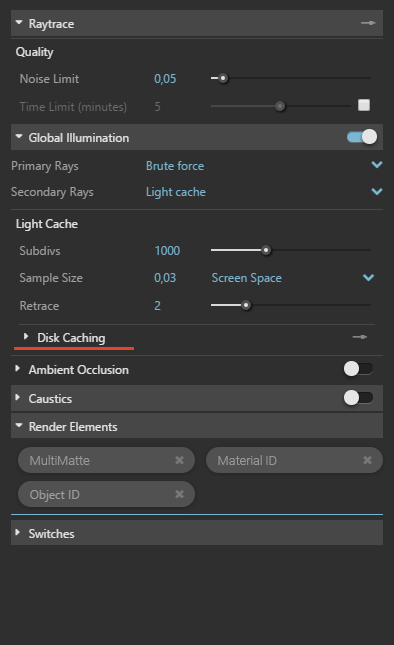 Raytrace
Quality
Noise Limit 0,05
Time Limit (minutes) 5
Global Illumination
Primary Rays Brute force
Secondary Rays Light cache
Light Cache
Subdivs 1000
Sample Size 0,03 Screen Space
Retrace 2
Disk Caching
Ambient Occlusion
Caustics
Render Elements
MultiMatte Material ID
Object ID
Switches